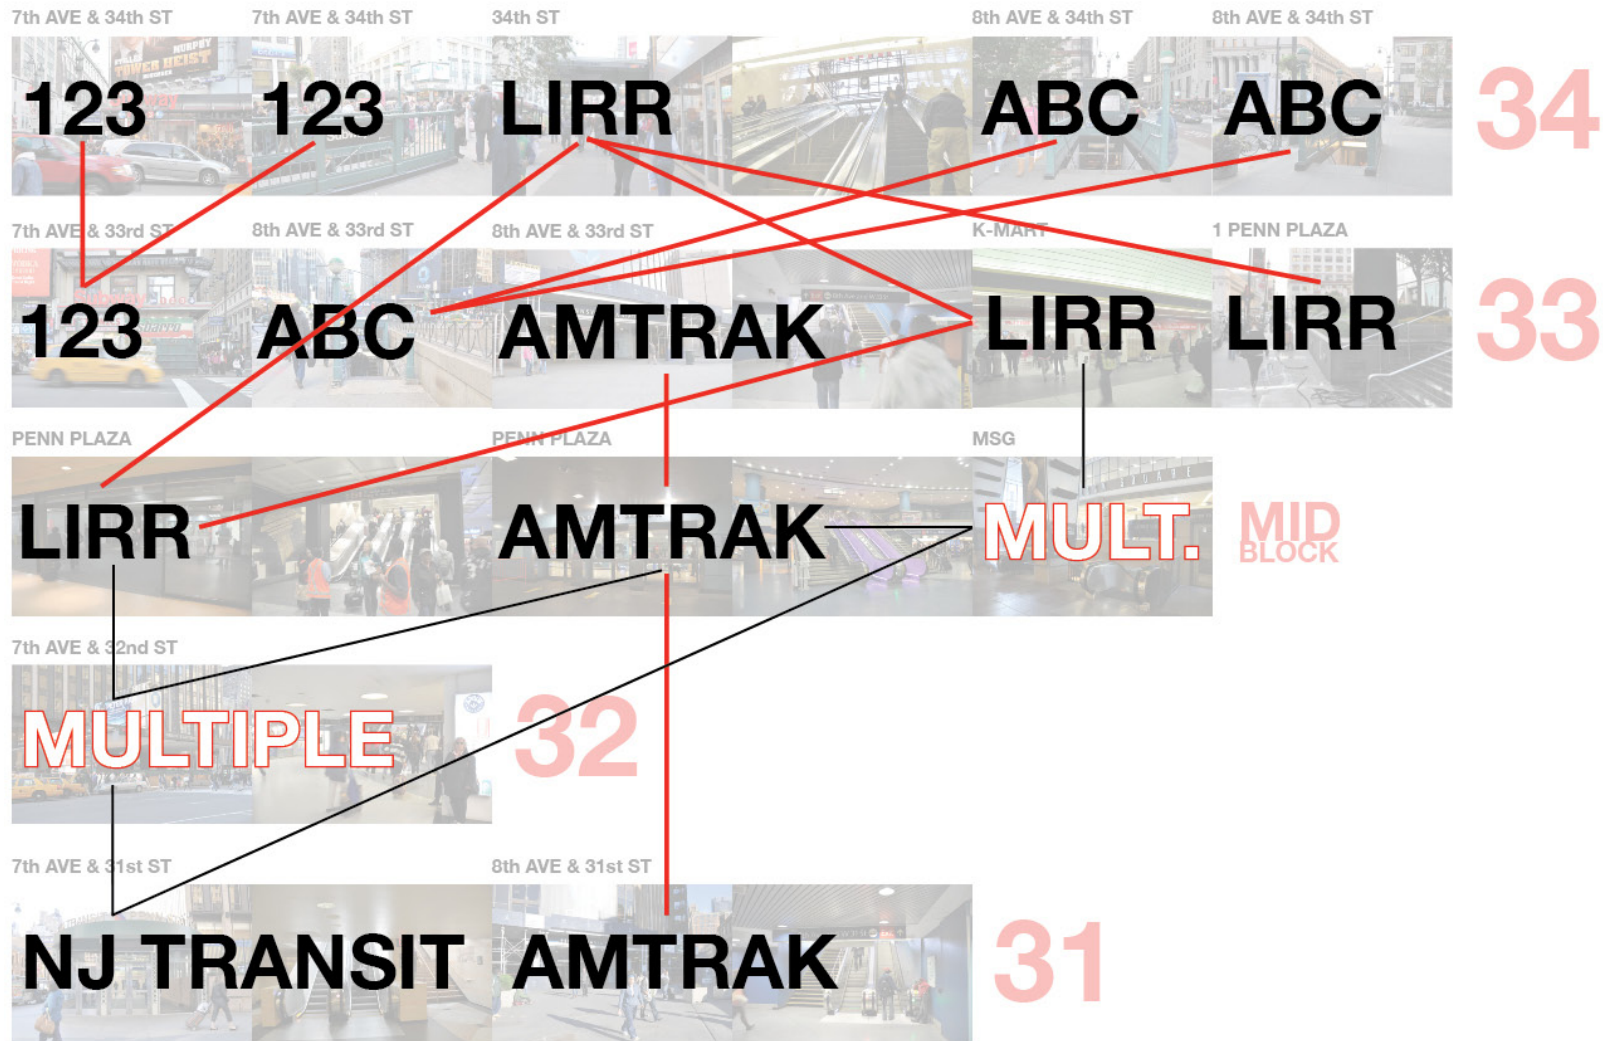 7th AVE & 34th ST 7th AVE & 34th ST 34th ST 8th AVE & 34th ST 8th AVE & 34th ST
MURPHY
TOWER HEIST
123 123 LIRR ABC ABC 34
7th AVE & 33rd ST 8th AVE & 33rd ST 8th AVE & 33rd ST K-MART 1 PENN PLAZA
123 ABC AMTRAK LIRR LIRR 33
PENN PLAZA PENN PLAZA MSG
LIRR AMTRAK MULT. MID
BLOCK
7th AVE & 32nd ST
MULTIPLE 32
7th AVE & 31st ST 8th AVE & 31st ST
NJ TRANSIT AMTRAK 31